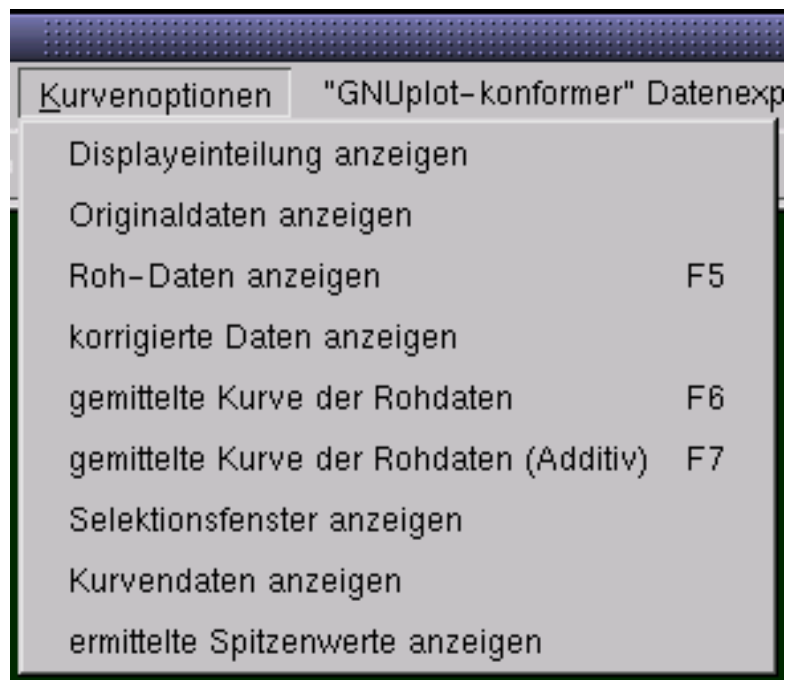 Kurvenoptionen "GNUplot-konformer" Datenexp
Displayeinteilung anzeigen
Originaldaten anzeigen
Roh-Daten anzeigen F5
korrigierte Daten anzeigen
gemittelte Kurve der Rohdaten F6
gemittelte Kurve der Rohdaten (Additiv) F7
Selektionsfenster anzeigen
Kurvendaten anzeigen
ermittelte Spitzenwerte anzeigen